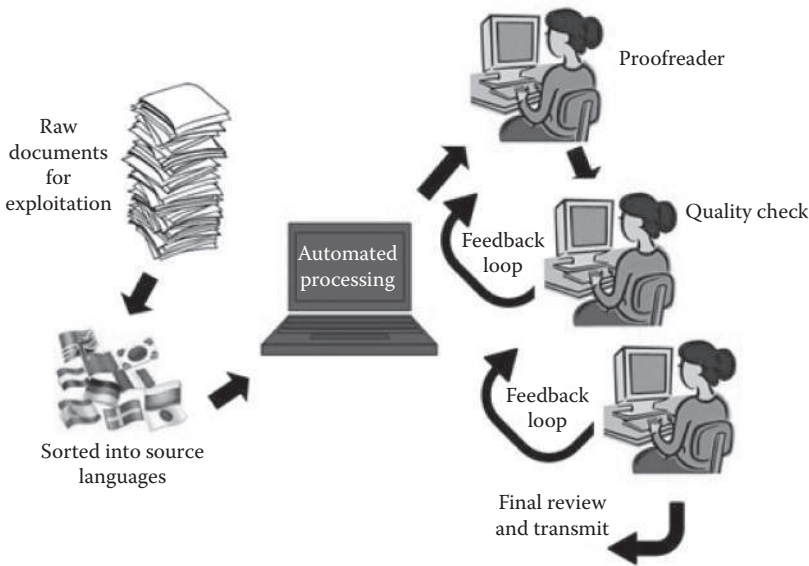 Raw
documents
for
exploitation
Sorted into source
languages
Automated
processing
Proofreader
Quality check
Feedback
loop
Feedback
loop
Final review
and transmit